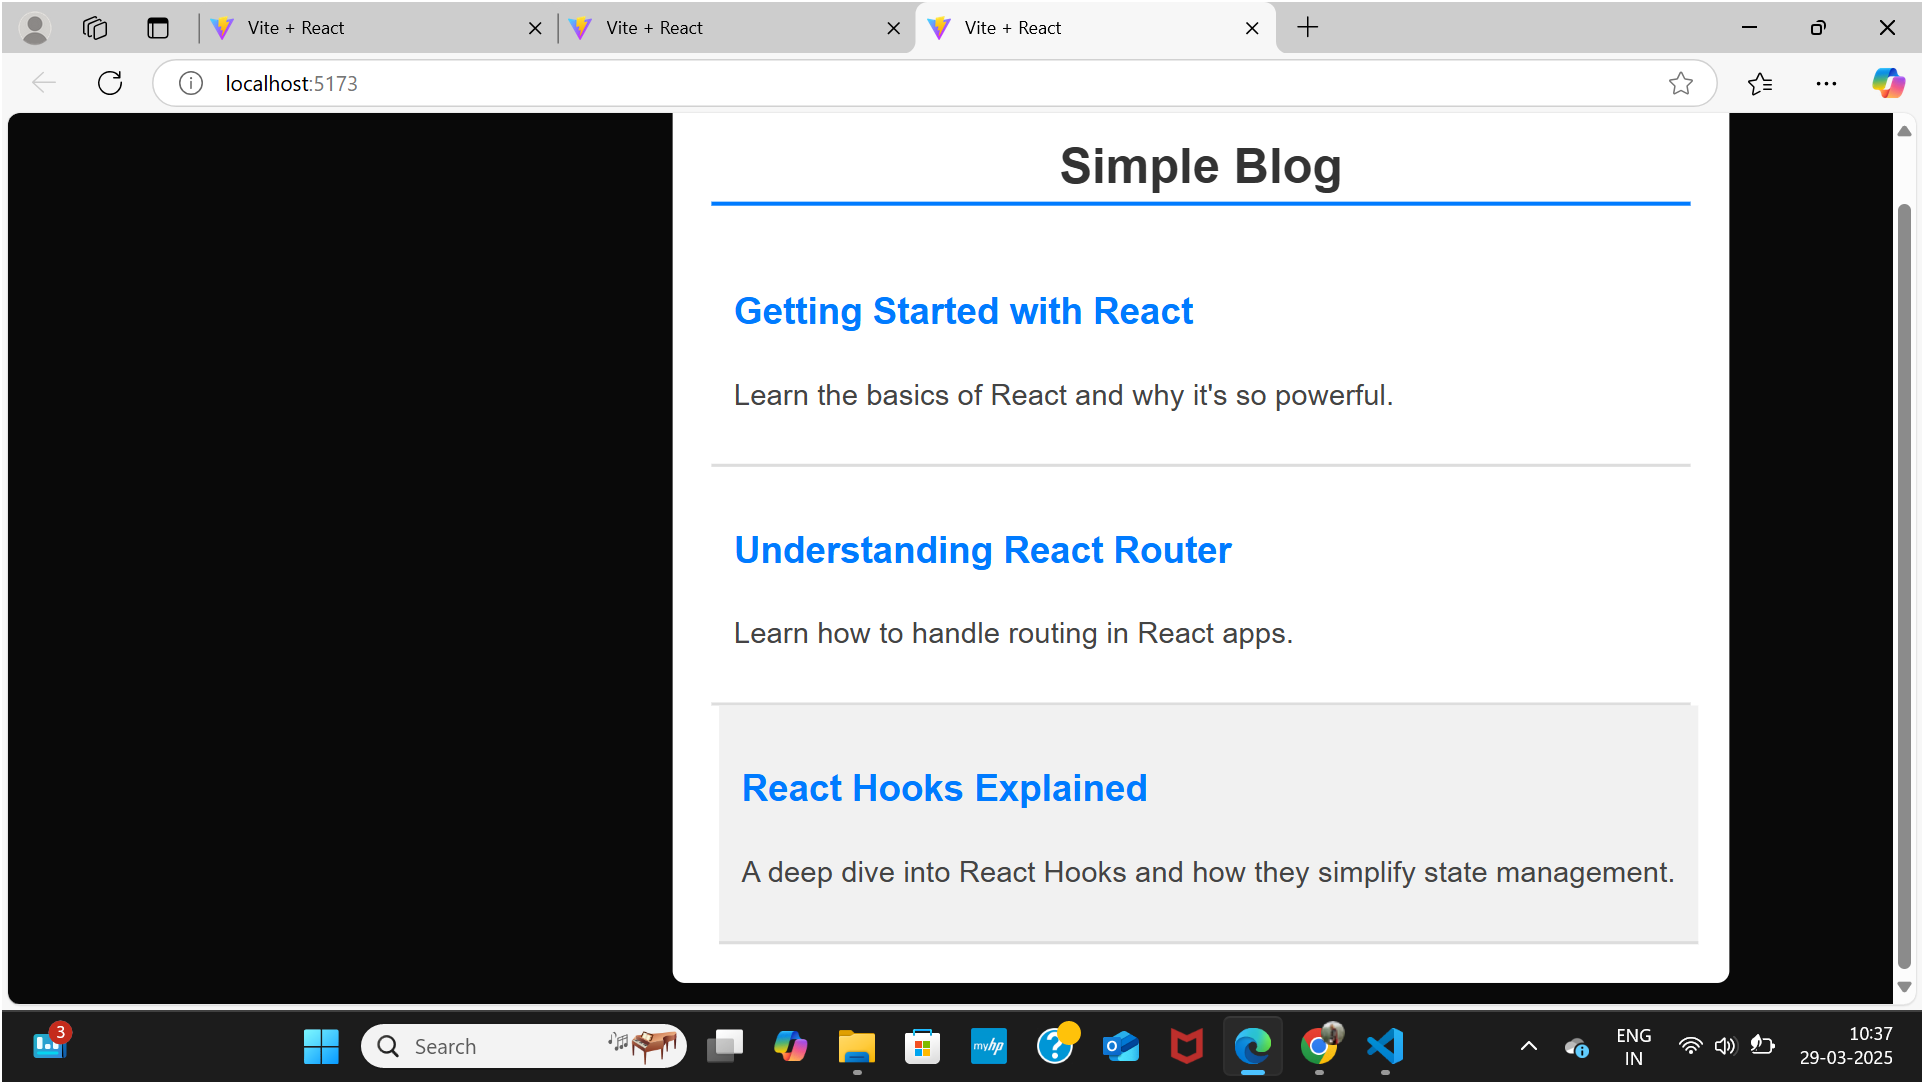 Vite + React
Vite + React
Vite + React
localhost:5173
Simple Blog
Getting Started with React
Learn the basics of React and why it's so powerful.
Understanding React Router
Learn how to handle routing in React apps.
React Hooks Explained
A deep dive into React Hooks and how they simplify state management.
3
Search
myhp
ENG
IN
10:37
29-03-2025